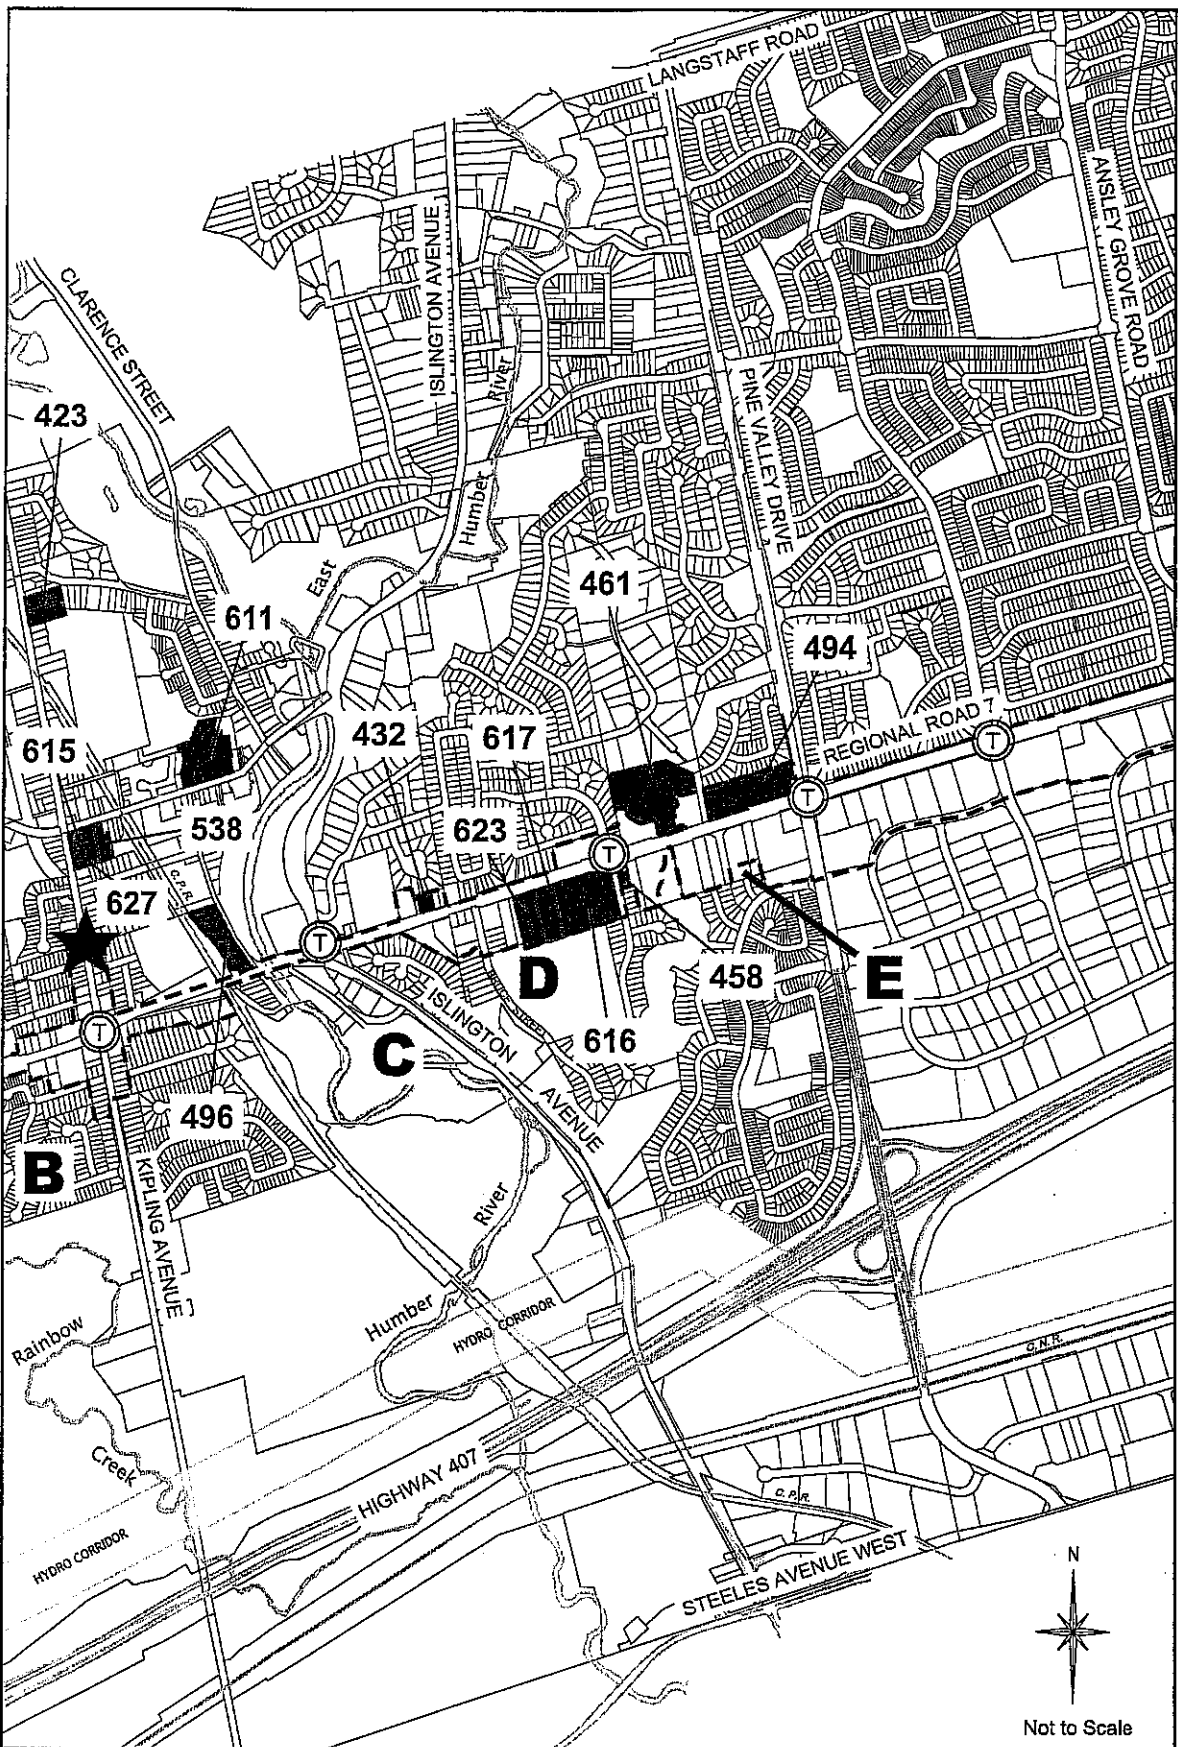 LANGSTAFF ROAD
ISLINGTON AVENUE
ANSLEY GROVE ROAD
CLARENCE STREET
River
PINE VALLEY DRIVE
423
Humber
East
461
611
494
432
617
615
REGIONAL ROAD 7
T
538
623
T
T
C.P.R.
627
T
458
E
D
ISLINGTON
AVENUE
T
616
C
496
B
KIPLING AVENUE
River
Humber
HYDRO CORRIDOR
Rainbow
Creek
C.N.R.
HIGHWAY 407
C.P.R.
HYDRO CORRIDOR
STEELES AVENUE WEST
N
Not to Scale